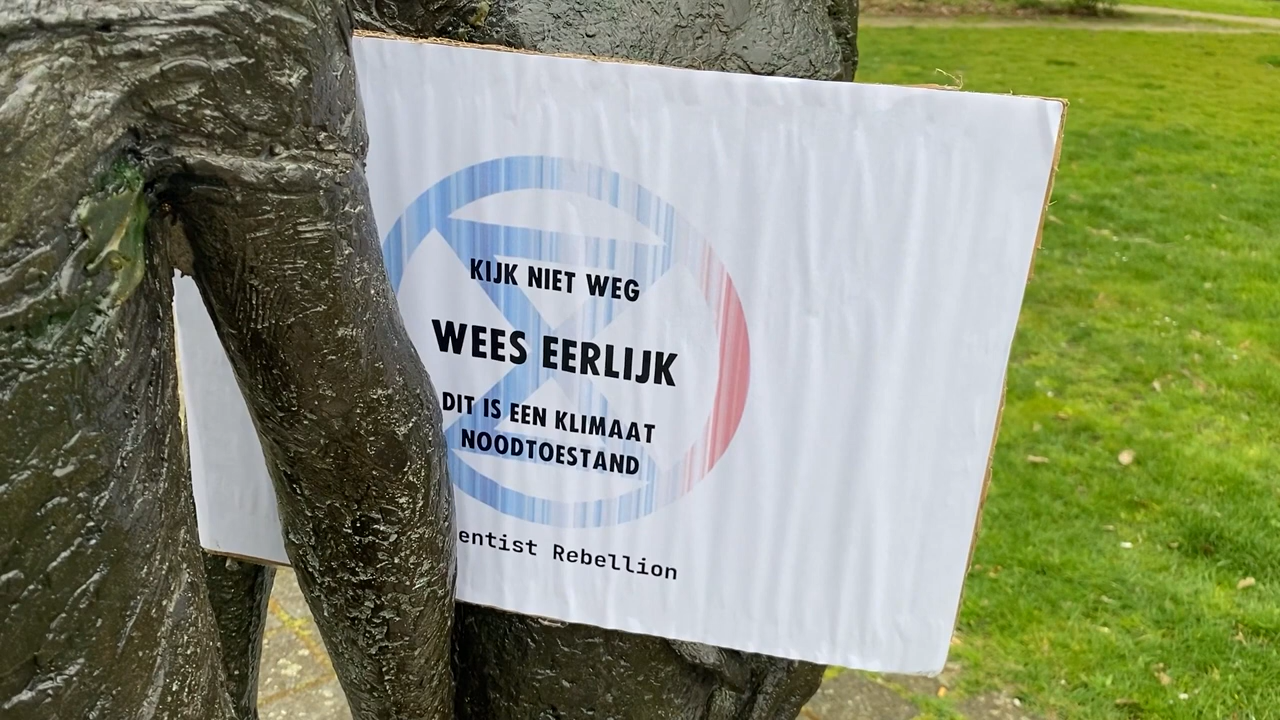 KIJK NIET WEG
WEES EERLIJK
DIT IS EEN KLIMAAT
NOODTOESTAND
entist Rebellion